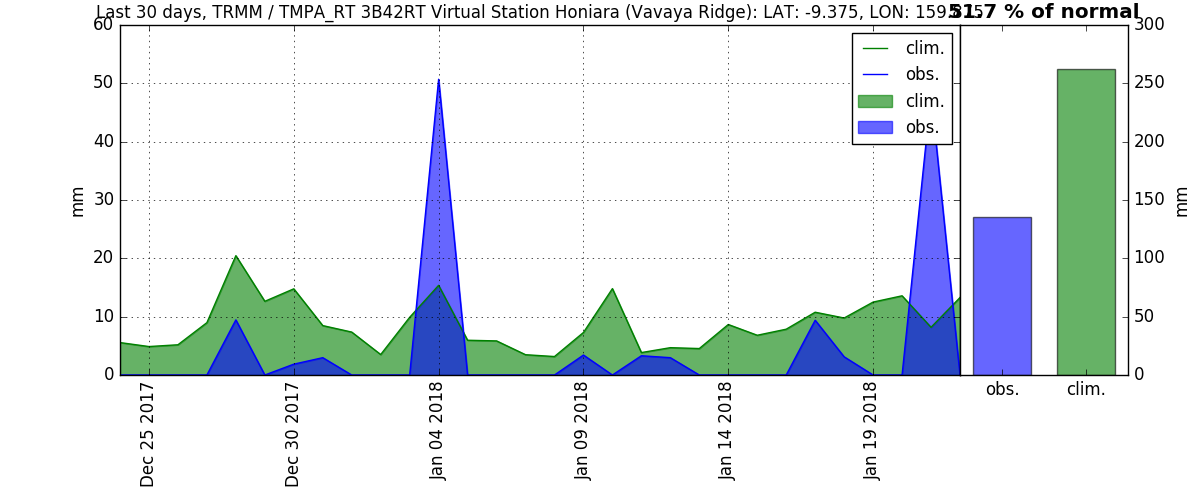 Last 30 days, TRMM / TMPA_RT 3B42RT Virtual Station Honiara (Vavaya Ridge): LAT: -9.375, LON:
51.7 % of normal
60
50
40
30
20
10
0
mm
clim.
obs.
clim.
obs.
300
250
200
150
100
50
0
mm
obs.
clim.
Dec 25 2017
Dec 30 2017
Jan 04 2018
Jan 09 2018
Jan 14 2018
Jan 19 2018